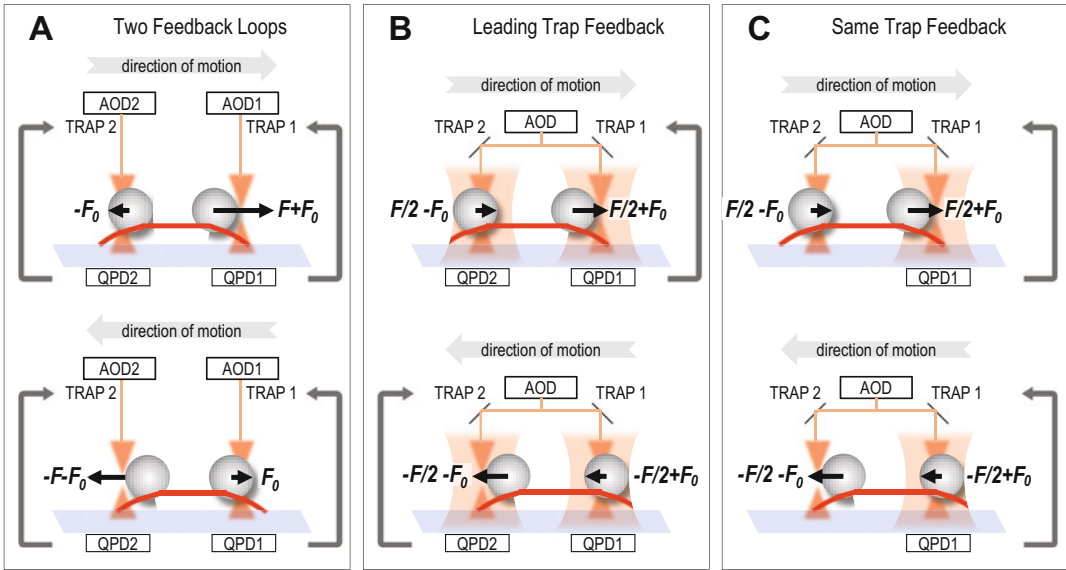 A Two Feedback Loops
direction of motion
AOD2 AOD1
TRAP 2 TRAP 1
-F₀ F+F₀
QPD2 QPD1
direction of motion
AOD2 AOD1
TRAP 2 TRAP 1
-F-F₀ F₀
QPD2 QPD1
B Leading Trap Feedback
direction of motion
AOD
TRAP 2 TRAP 1
F/2 -F₀ F/2+F₀
QPD2 QPD1
direction of motion
AOD
TRAP 2 TRAP 1
-F/2 -F₀ -F/2+F₀
QPD2 QPD1
C Same Trap Feedback
direction of motion
AOD
TRAP 2 TRAP 1
F/2 -F₀ F/2+F₀
QPD1
direction of motion
AOD
TRAP 2 TRAP 1
-F/2 -F₀ -F/2+F₀
QPD1